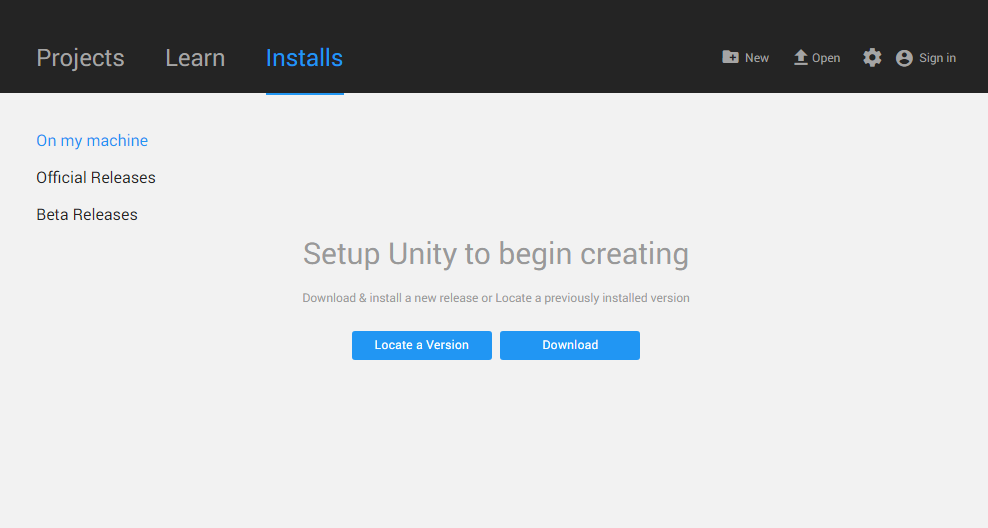 Projects Learn Installs New Open Sign in
On my machine
Official Releases
Beta Releases
Setup Unity to begin creating
Download & install a new release or Locate a previously installed version
Locate a Version Download